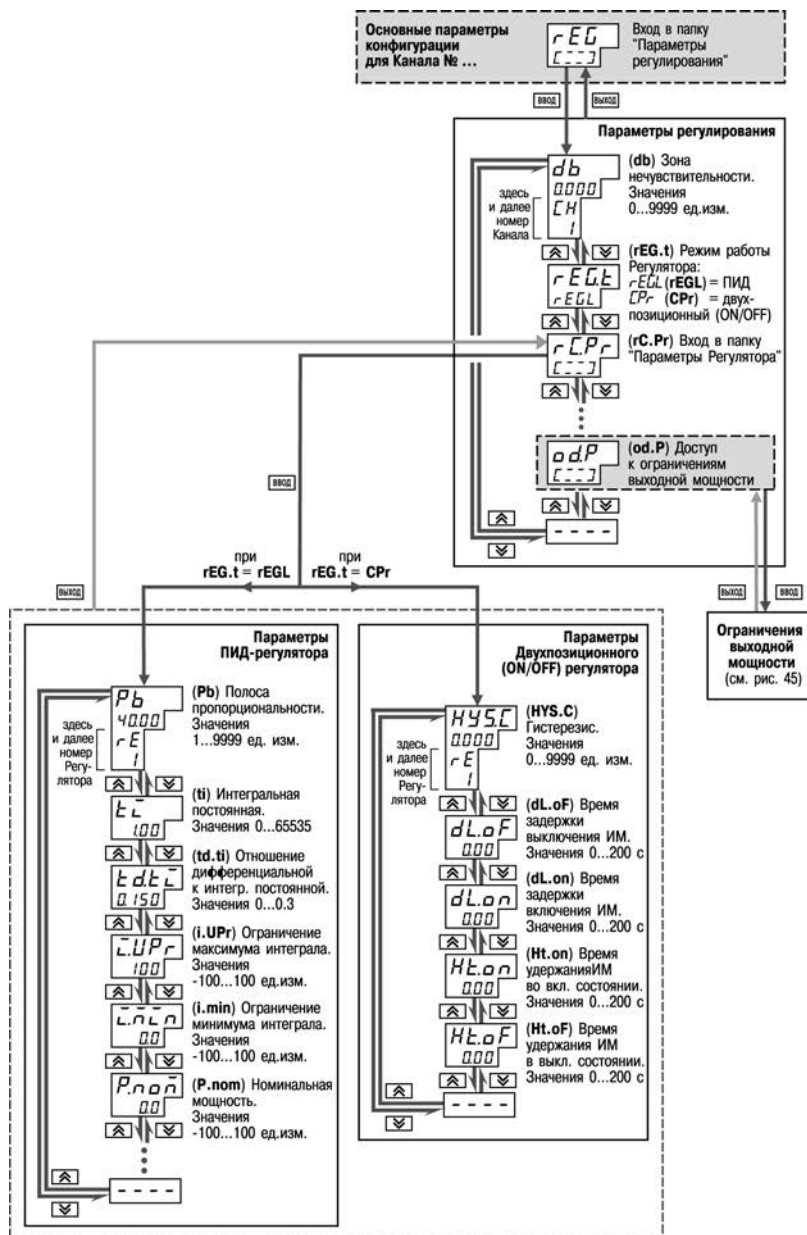 Основные параметры
конфигурации
для Канала № ...
rEG
[---]
Вход в папку
"Параметры
регулирования"
ВВОД
ВЫХОД
Параметры регулирования
db
0.000
CH
1
здесь
и далее
номер
Канала
(db) Зона
нечувствительности.
Значения
0...9999 ед.изм.
rEG.t
rEGL
(rEG.t) Режим работы
Регулятора:
rEGL (rEGL) = ПИД
CPr (CPr) = двух-
позиционный (ON/OFF)
rC.Pr
[---]
(rC.Pr) Вход в папку
"Параметры Регулятора"
od.P
[---]
(od.P) Доступ
к ограничениям
выходной мощности
- - - -
ВВОД
при
rEG.t = rEGL
при
rEG.t = CPr
ВЫХОД
ВЫХОД
ВВОД
Ограничения
выходной
мощности
(см. рис. 45)
Параметры
ПИД-регулятора
Pb
40.00
rE
1
здесь
и далее
номер
Регу-
лятора
(Pb) Полоса
пропорциональности.
Значения
1...9999 ед. изм.
ti
1.00
(ti) Интегральная
постоянная.
Значения 0...65535
td.ti
0.150
(td.ti) Отношение
дифференциальной
к интегр. постоянной.
Значения 0...0.3
i.UPr
100
(i.UPr) Ограничение
максимума интеграла.
Значения
-100...100 ед.изм.
i.min
0.0
(i.min) Ограничение
минимума интеграла.
Значения
-100...100 ед.изм.
P.nom
0.0
(P.nom) Номинальная
мощность.
Значения
-100...100 ед.изм.
- - - -
Параметры
Двухпозиционного
(ON/OFF) регулятора
HYS.C
0.000
rE
1
здесь
и далее
номер
Регу-
лятора
(HYS.C)
Гистерезис.
Значения
0...9999 ед. изм.
dL.oF
0.00
(dL.oF) Время
задержки
выключения ИМ.
Значения 0...200 с
dL.on
0.00
(dL.on) Время
задержки
включения ИМ.
Значения 0...200 с
Ht.on
0.00
(Ht.on) Время
удержанияИМ
во вкл. состоянии.
Значения 0...200 с
Ht.oF
0.00
(Ht.oF) Время
удержания ИМ
в выкл. состоянии.
Значения 0...200 с
- - - -